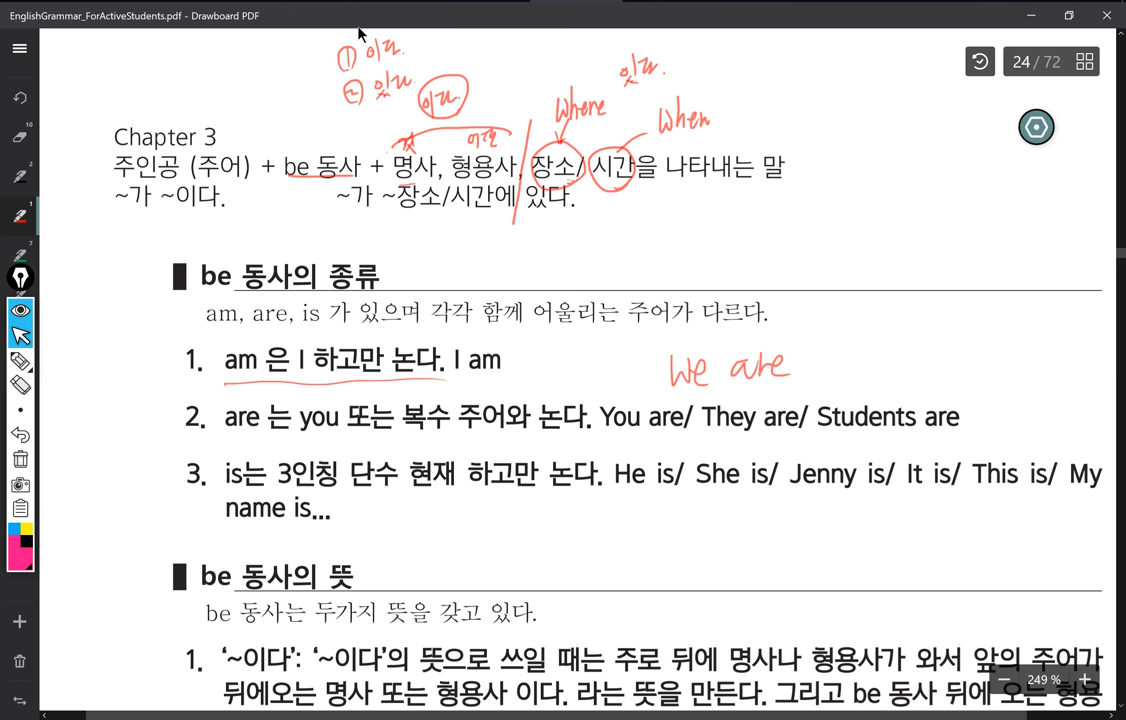 EnglishGrammar_ForActiveStudents.pdf - Drawboard PDF
24 / 72
① 이다.
② 있다.
이다.
있다.
Where
When
Chapter 3
주인공 (주어) + be 동사 + 명사, 형용사, 장소/ 시간을 나타내는 말
~가 ~이다. ~가 ~장소/시간에 있다.
be 동사의 종류
am, are, is 가 있으며 각각 함께 어울리는 주어가 다르다.
1. am 은 I 하고만 논다. I am
we are
2. are 는 you 또는 복수 주어와 논다. You are/ They are/ Students are
3. is는 3인칭 단수 현재 하고만 논다. He is/ She is/ Jenny is/ It is/ This is/ My
name is...
be 동사의 뜻
be 동사는 두가지 뜻을 갖고 있다.
1. ‘~이다’: ‘~이다’의 뜻으로 쓰일 때는 주로 뒤에 명사나 형용사가 와서 앞의 주어가
뒤에오는 명사 또는 형용사 이다. 라는 뜻을 만든다. 그리고 be 동사 뒤에 오는 형용
249 %
10
2
1
7